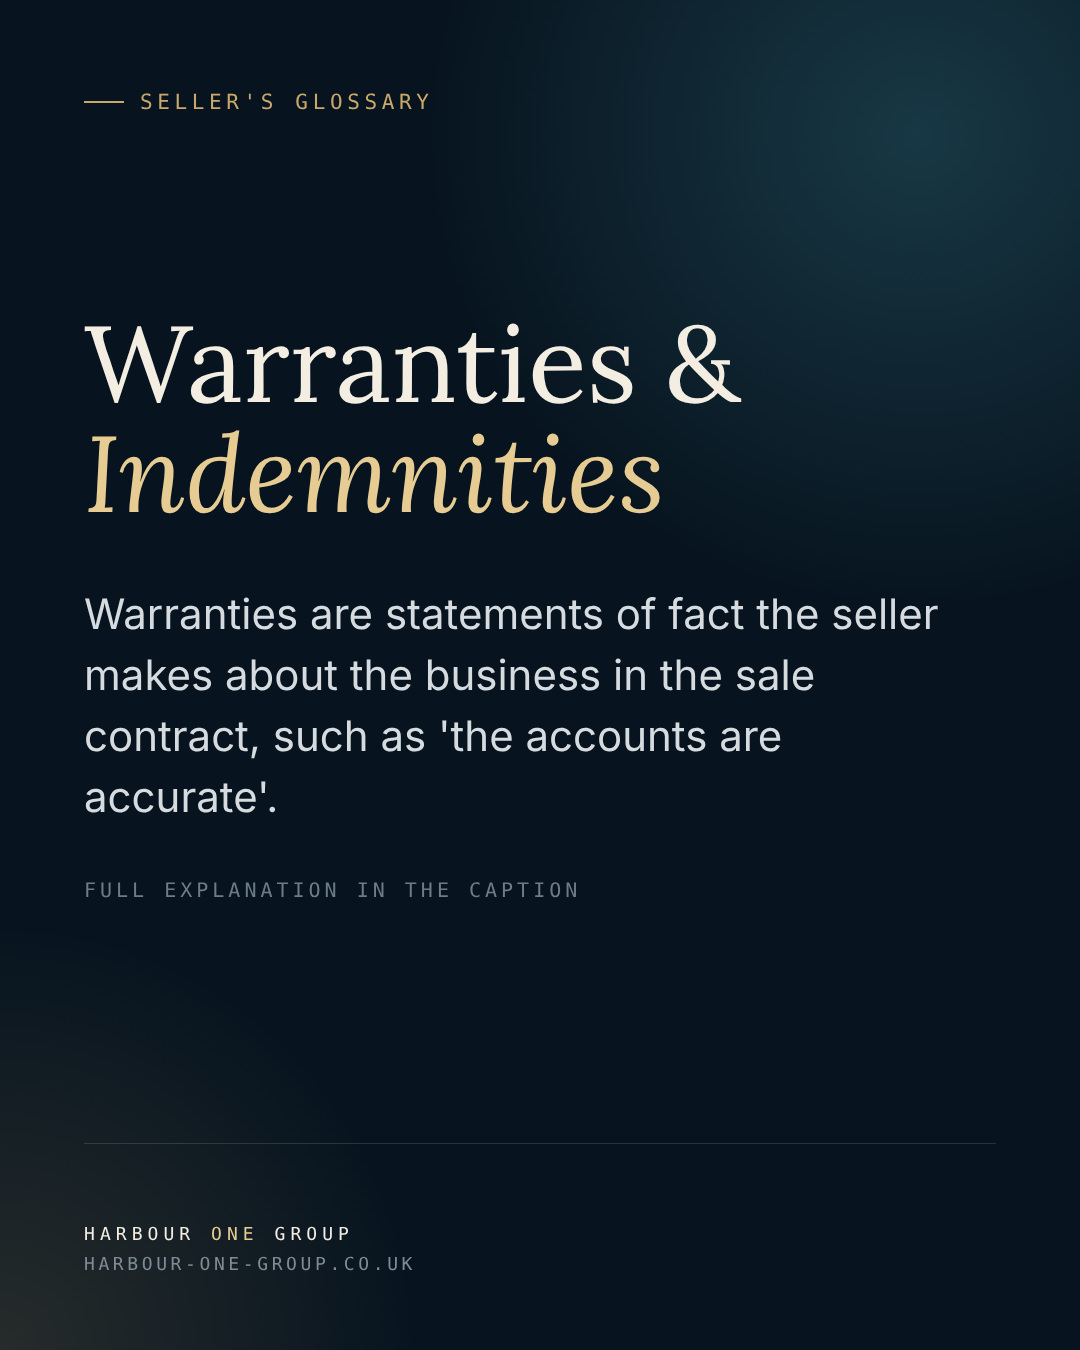 SELLER'S GLOSSARY
Warranties &
Indemnities
Warranties are statements of fact the seller
makes about the business in the sale
contract, such as 'the accounts are
accurate'.
FULL EXPLANATION IN THE CAPTION
HARBOUR ONE GROUP
HARBOUR-ONE-GROUP.CO.UK